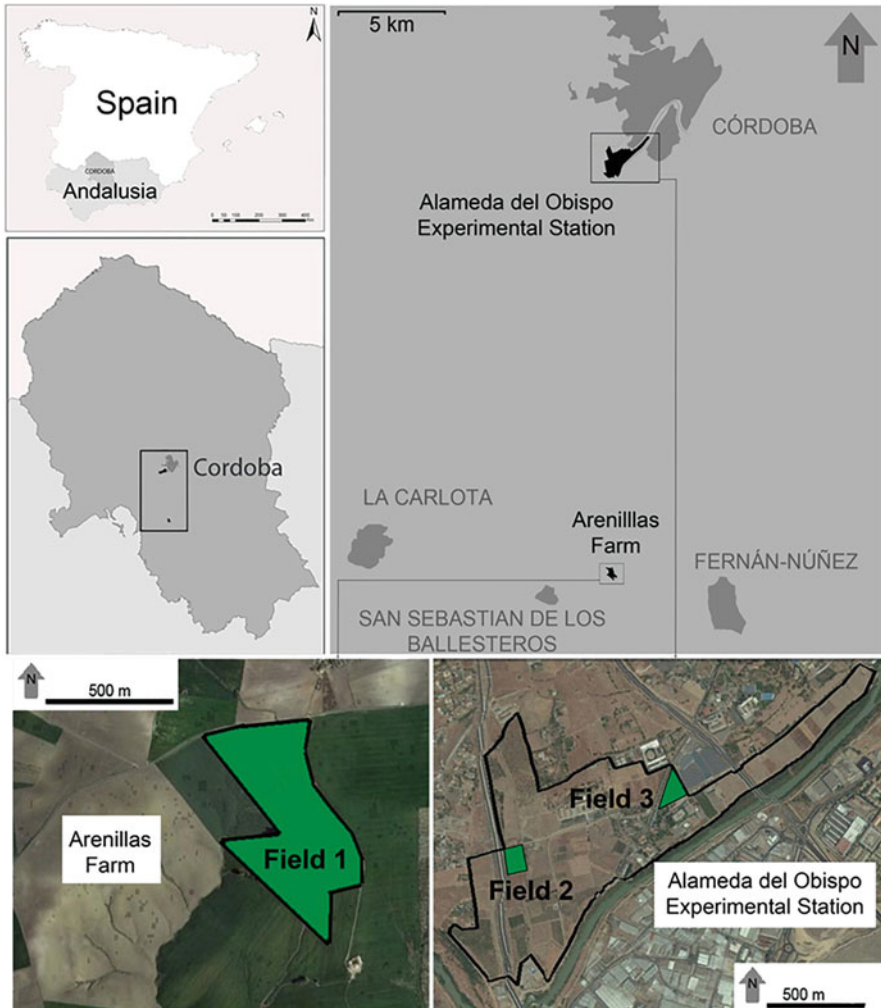 N
Spain
CORDOBA
Andalusia
Cordoba
5 km
N
CÓRDOBA
Alameda del Obispo
Experimental Station
LA CARLOTA
Arenilllas
Farm
FERNÁN-NÚÑEZ
SAN SEBASTIAN DE LOS
BALLESTEROS
N
500 m
Arenillas
Farm
Field 1
Field 3
Field 2
Alameda del Obispo
Experimental Station
N
500 m